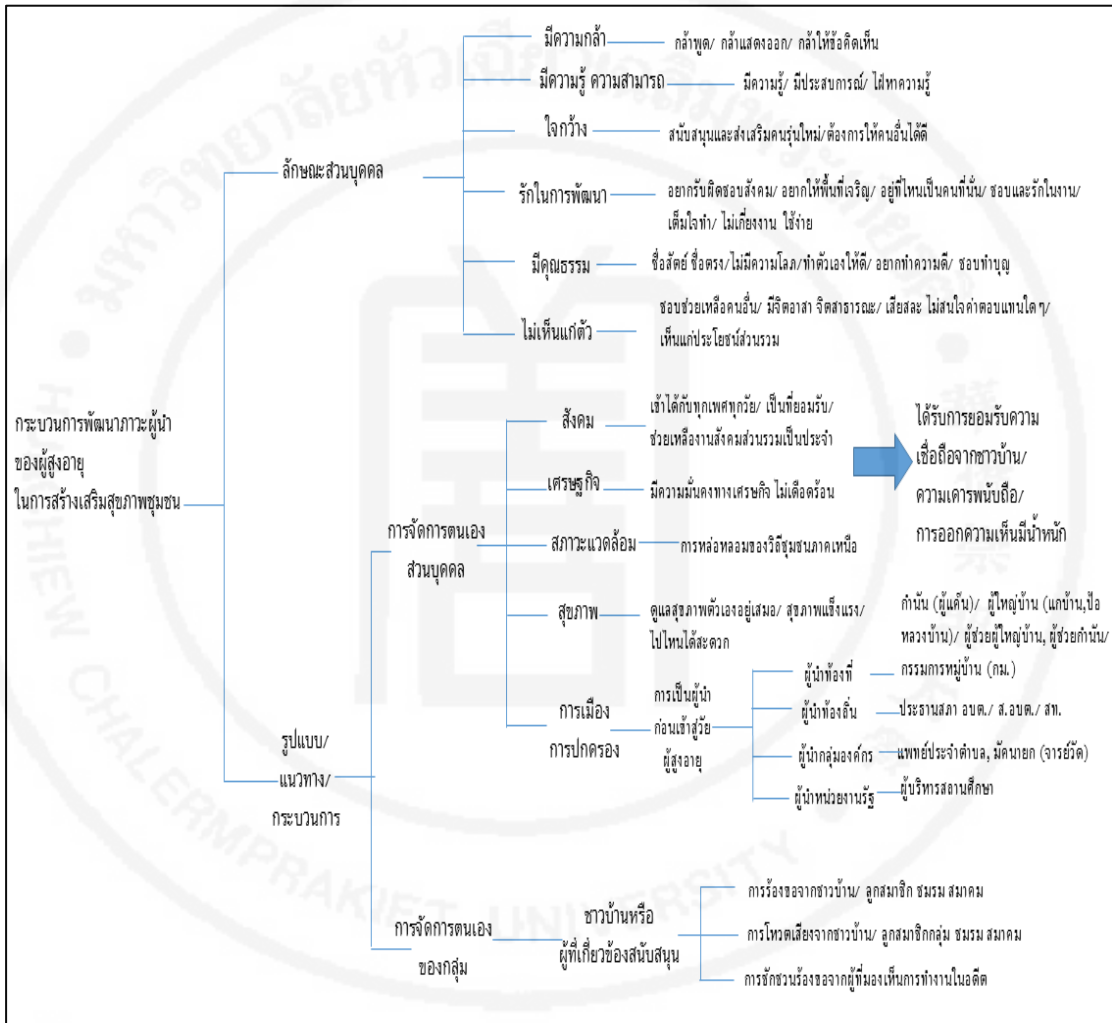 มีความกล้า
กล้าพูด/ กล้าแสดงออก/ กล้าให้ข้อคิดเห็น
มีความรู้ ความสามารถ
มีความรู้/ มีประสบการณ์/ ใฝ่หาความรู้
ใจกว้าง
สนับสนุนและส่งเสริมคนรุ่นใหม่/ต้องการให้คนอื่นได้ดี
ลักษณะส่วนบุคคล
รักในการพัฒนา
อยากรับผิดชอบสังคม/ อยากให้พื้นที่เจริญ/ อยู่ที่ไหนเป็นคนที่นั่น/ ชอบและรักในงาน/
เต็มใจทำ/ ไม่เกี่ยงงาน ใช้ง่าย
มีคุณธรรม
ซื่อสัตย์ ซื่อตรง/ไม่มีความโลภ/ทำตัวเองให้ดี/ อยากทำความดี/ ชอบทำบุญ
ไม่เห็นแก่ตัว
ชอบช่วยเหลือคนอื่น/ มีจิตอาสา จิตสาธารณะ/ เสียสละ ไม่สนใจค่าตอบแทนใดๆ/
เห็นแก่ประโยชน์ส่วนรวม
กระบวนการพัฒนาภาวะผู้นำ
ของผู้สูงอายุ
ในการสร้างเสริมสุขภาพชุมชน
สังคม
เข้าได้กับทุกเพศทุกวัย/ เป็นที่ยอมรับ/
ช่วยเหลืองานสังคมส่วนรวมเป็นประจำ
ได้รับการยอมรับความ
เชื่อถือจากชาวบ้าน/
ความเคารพนับถือ/
การออกความเห็นมีน้ำหนัก
เศรษฐกิจ
มีความมั่นคงทางเศรษฐกิจ ไม่เดือดร้อน
การจัดการตนเอง
ส่วนบุคคล
สภาวะแวดล้อม
การหล่อหลอมของวิถีชุมชนภาคเหนือ
สุขภาพ
ดูแลสุขภาพตัวเองอยู่เสมอ/ สุขภาพแข็งแรง/
ไปไหนได้สะดวก
การเมือง
การปกครอง
การเป็นผู้นำ
ก่อนเข้าสู่วัย
ผู้สูงอายุ
ผู้นำท้องที่
กำนัน (ผู้แค๊น)/ ผู้ใหญ่บ้าน (แกบ้าน,ป้อ
หลวงบ้าน)/ ผู้ช่วยผู้ใหญ่บ้าน, ผู้ช่วยกำนัน/
กรรมการหมู่บ้าน (กม.)
ผู้นำท้องถิ่น
ประธานสภา อบต./ ส.อบต./ สท.
ผู้นำกลุ่มองค์กร
แพทย์ประจำตำบล, มัคนายก (จารย์วัด)
ผู้นำหน่วยงานรัฐ
ผู้บริหารสถานศึกษา
รูปแบบ/
แนวทาง/
กระบวนการ
การจัดการตนเอง
ของกลุ่ม
ชาวบ้านหรือ
ผู้ที่เกี่ยวข้องสนับสนุน
การร้องขอจากชาวบ้าน/ ลูกสมาชิก ชมรม สมาคม
การโหวตเสียงจากชาวบ้าน/ ลูกสมาชิกกลุ่ม ชมรม สมาคม
การชักชวนร้องขอจากผู้ที่มองเห็นการทำงานในอดีต
มหาวิทยาลัยหัวเฉียวเฉลิมพระเกียรติ
HUACHIEW CHALERMPRAKIET UNIVERSITY